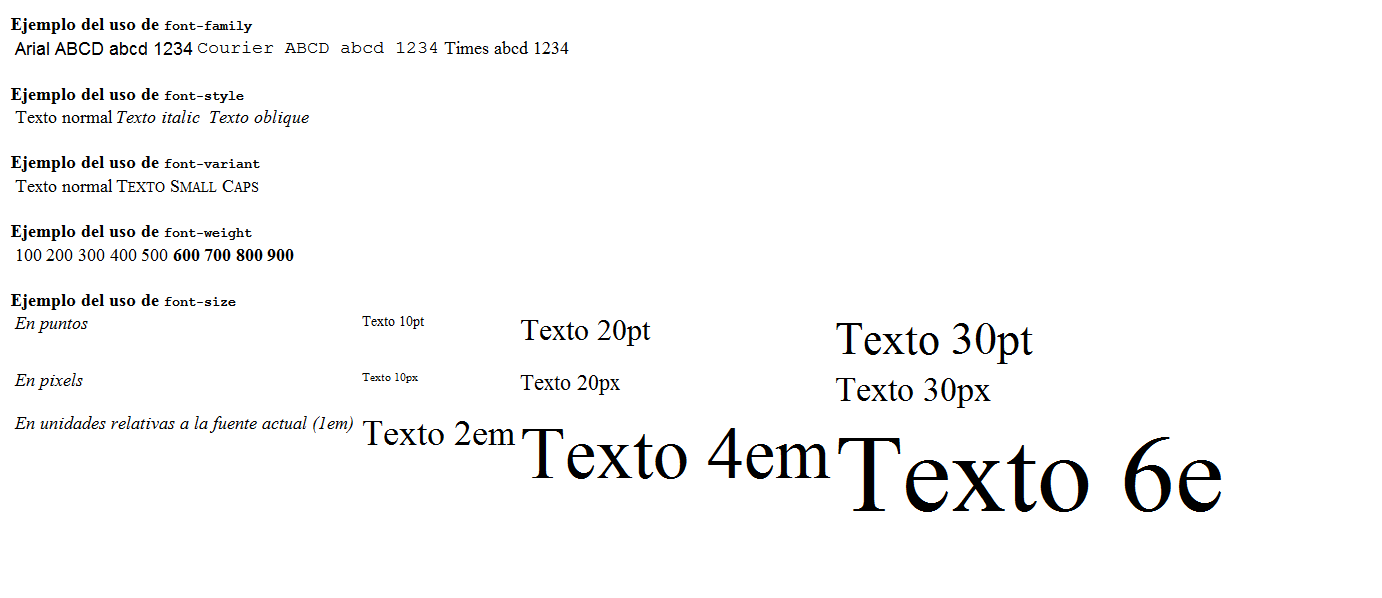 Ejemplo del uso de font-family
Arial ABCD abcd 1234 Courier ABCD abcd 1234 Times abcd 1234
Ejemplo del uso de font-style
Texto normal Texto italic Texto oblique
Ejemplo del uso de font-variant
Texto normal Texto Small Caps
Ejemplo del uso de font-weight
100 200 300 400 500 600 700 800 900
Ejemplo del uso de font-size
En puntos Texto 10pt Texto 20pt Texto 30pt
En pixels Texto 10px Texto 20px Texto 30px
En unidades relativas a la fuente actual (1em) Texto 2em Texto 4em Texto 6e